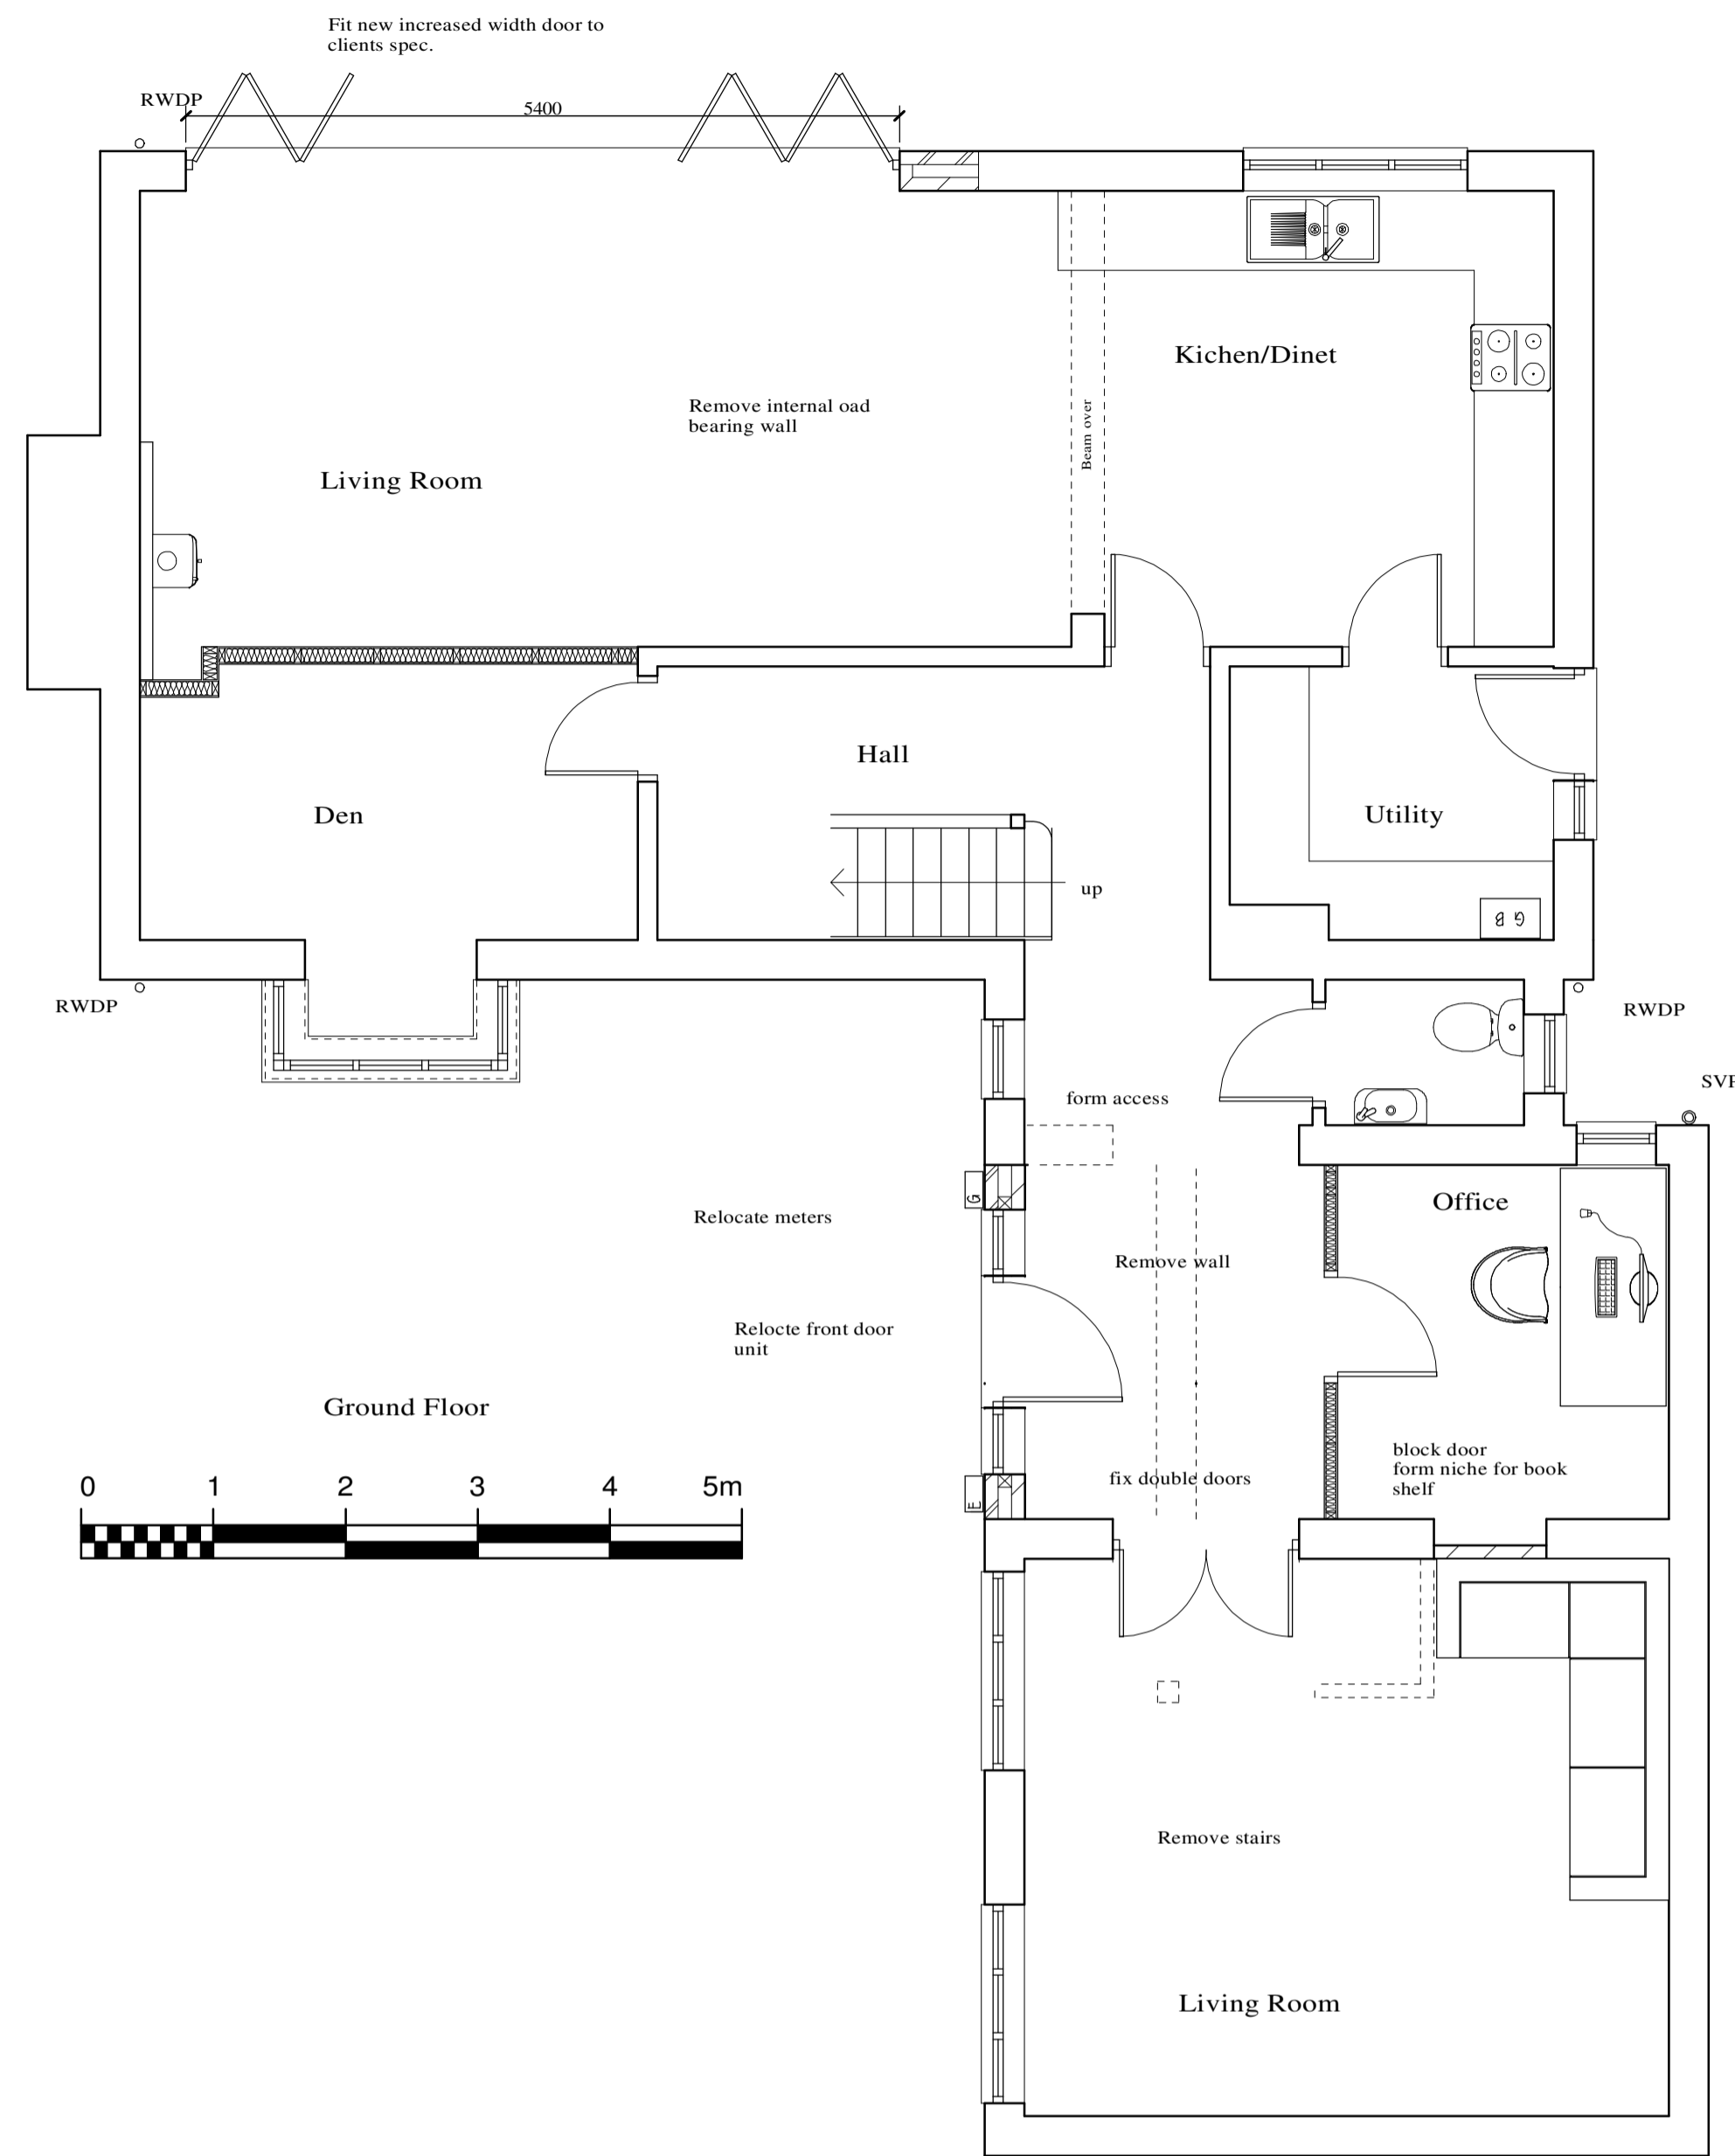 Fit new increased width door to
clients spec.
RWDP
5400
Kichen/Dinet
Remove internal oad
bearing wall
Beam over
Living Room
Hall
Den
Utility
up
G B
RWDP
RWDP
SVP
form access
G
Office
Relocate meters
Remove wall
Relocte front door
unit
Ground Floor
block door
form niche for book
shelf
fix double doors
E
0 1 2 3 4 5m
Remove stairs
Living Room